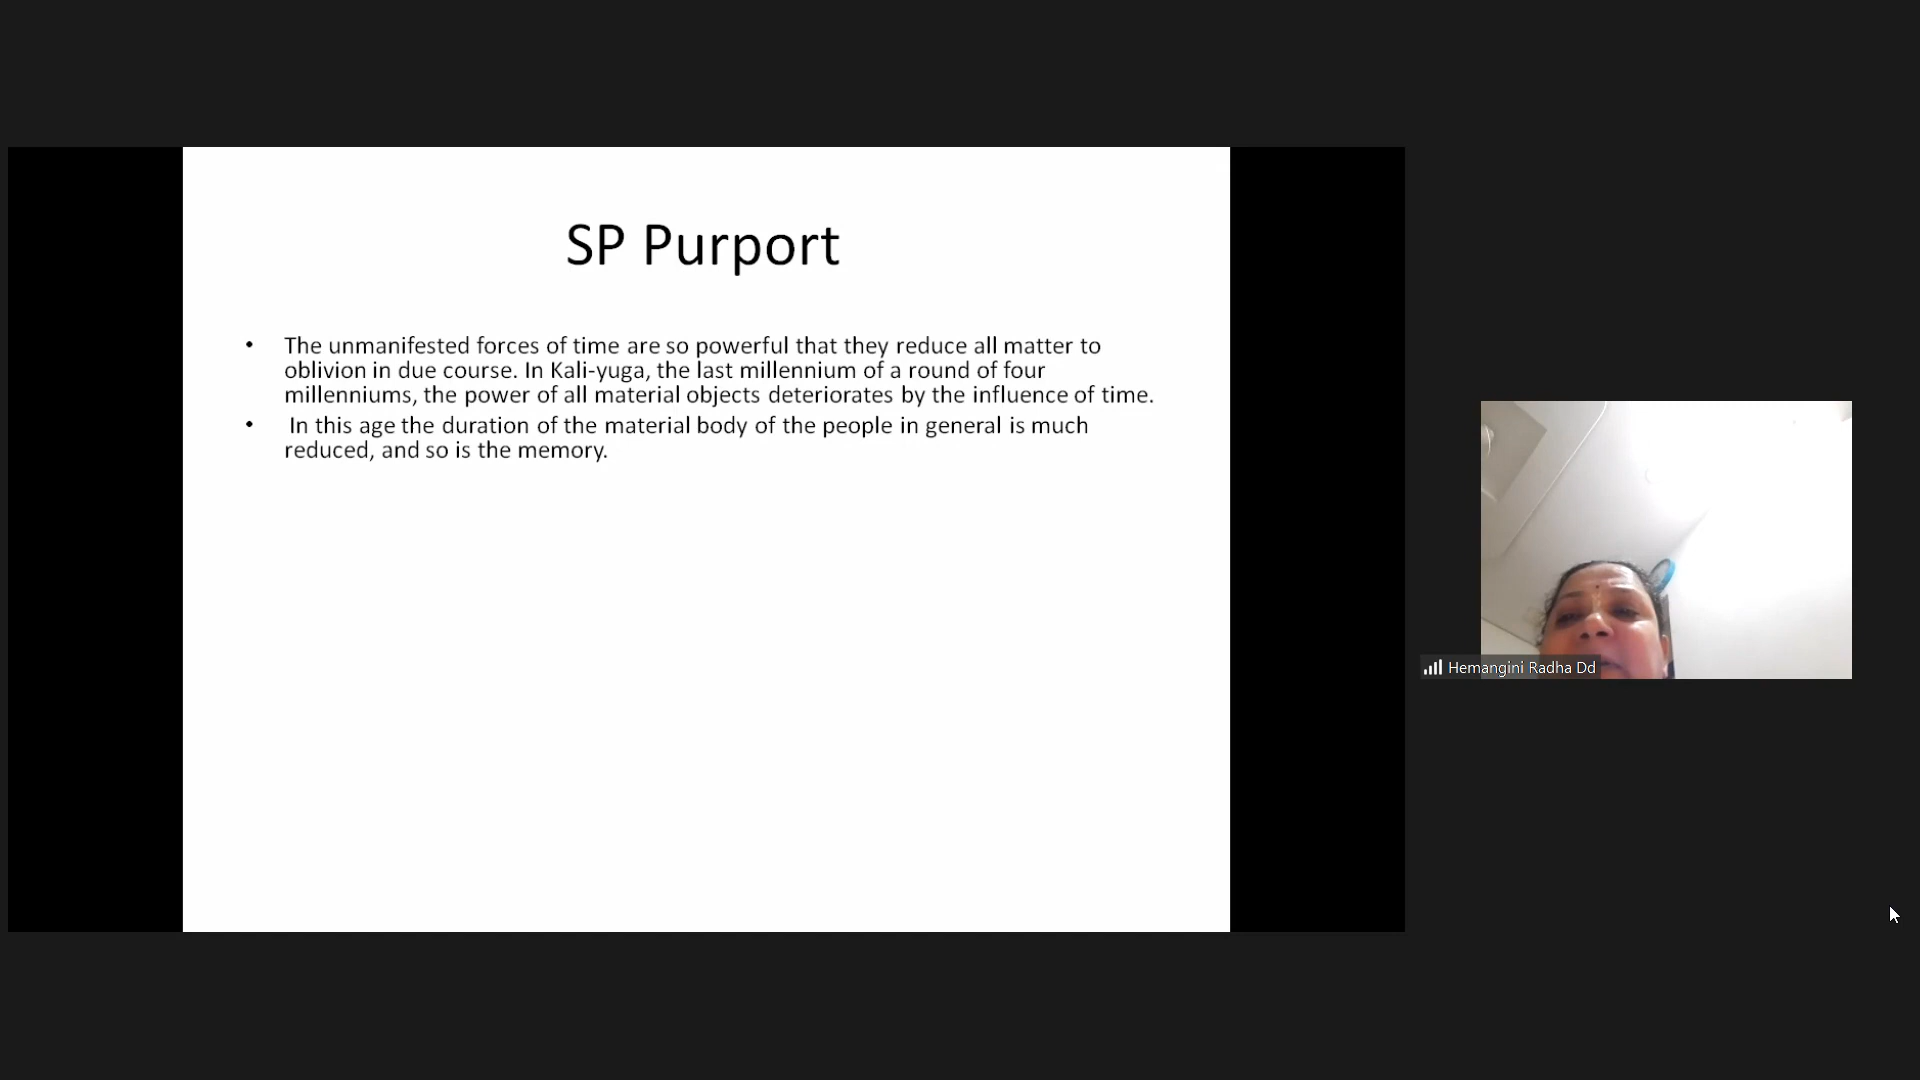 SP Purport
• The unmanifested forces of time are so powerful that they reduce all matter to
oblivion in due course. In Kali-yuga, the last millennium of a round of four
millenniums, the power of all material objects deteriorates by the influence of time.
• In this age the duration of the material body of the people in general is much
reduced, and so is the memory.
Hemangini Radha Dd